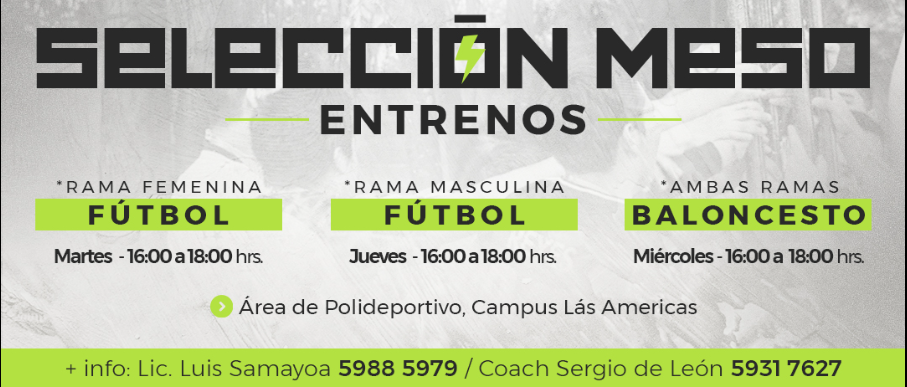 SELECCIÓN MESO
ENTRENOS
*RAMA FEMENINA
FÚTBOL
Martes - 16:00 a 18:00 hrs.
*RAMA MASCULINA
FÚTBOL
Jueves - 16:00 a 18:00 hrs.
*AMBAS RAMAS
BALONCESTO
Miércoles - 16:00 a 18:00 hrs.
Área de Polideportivo, Campus Lás Americas
+ info: Lic. Luis Samayoa 5988 5979 / Coach Sergio de León 5931 7627